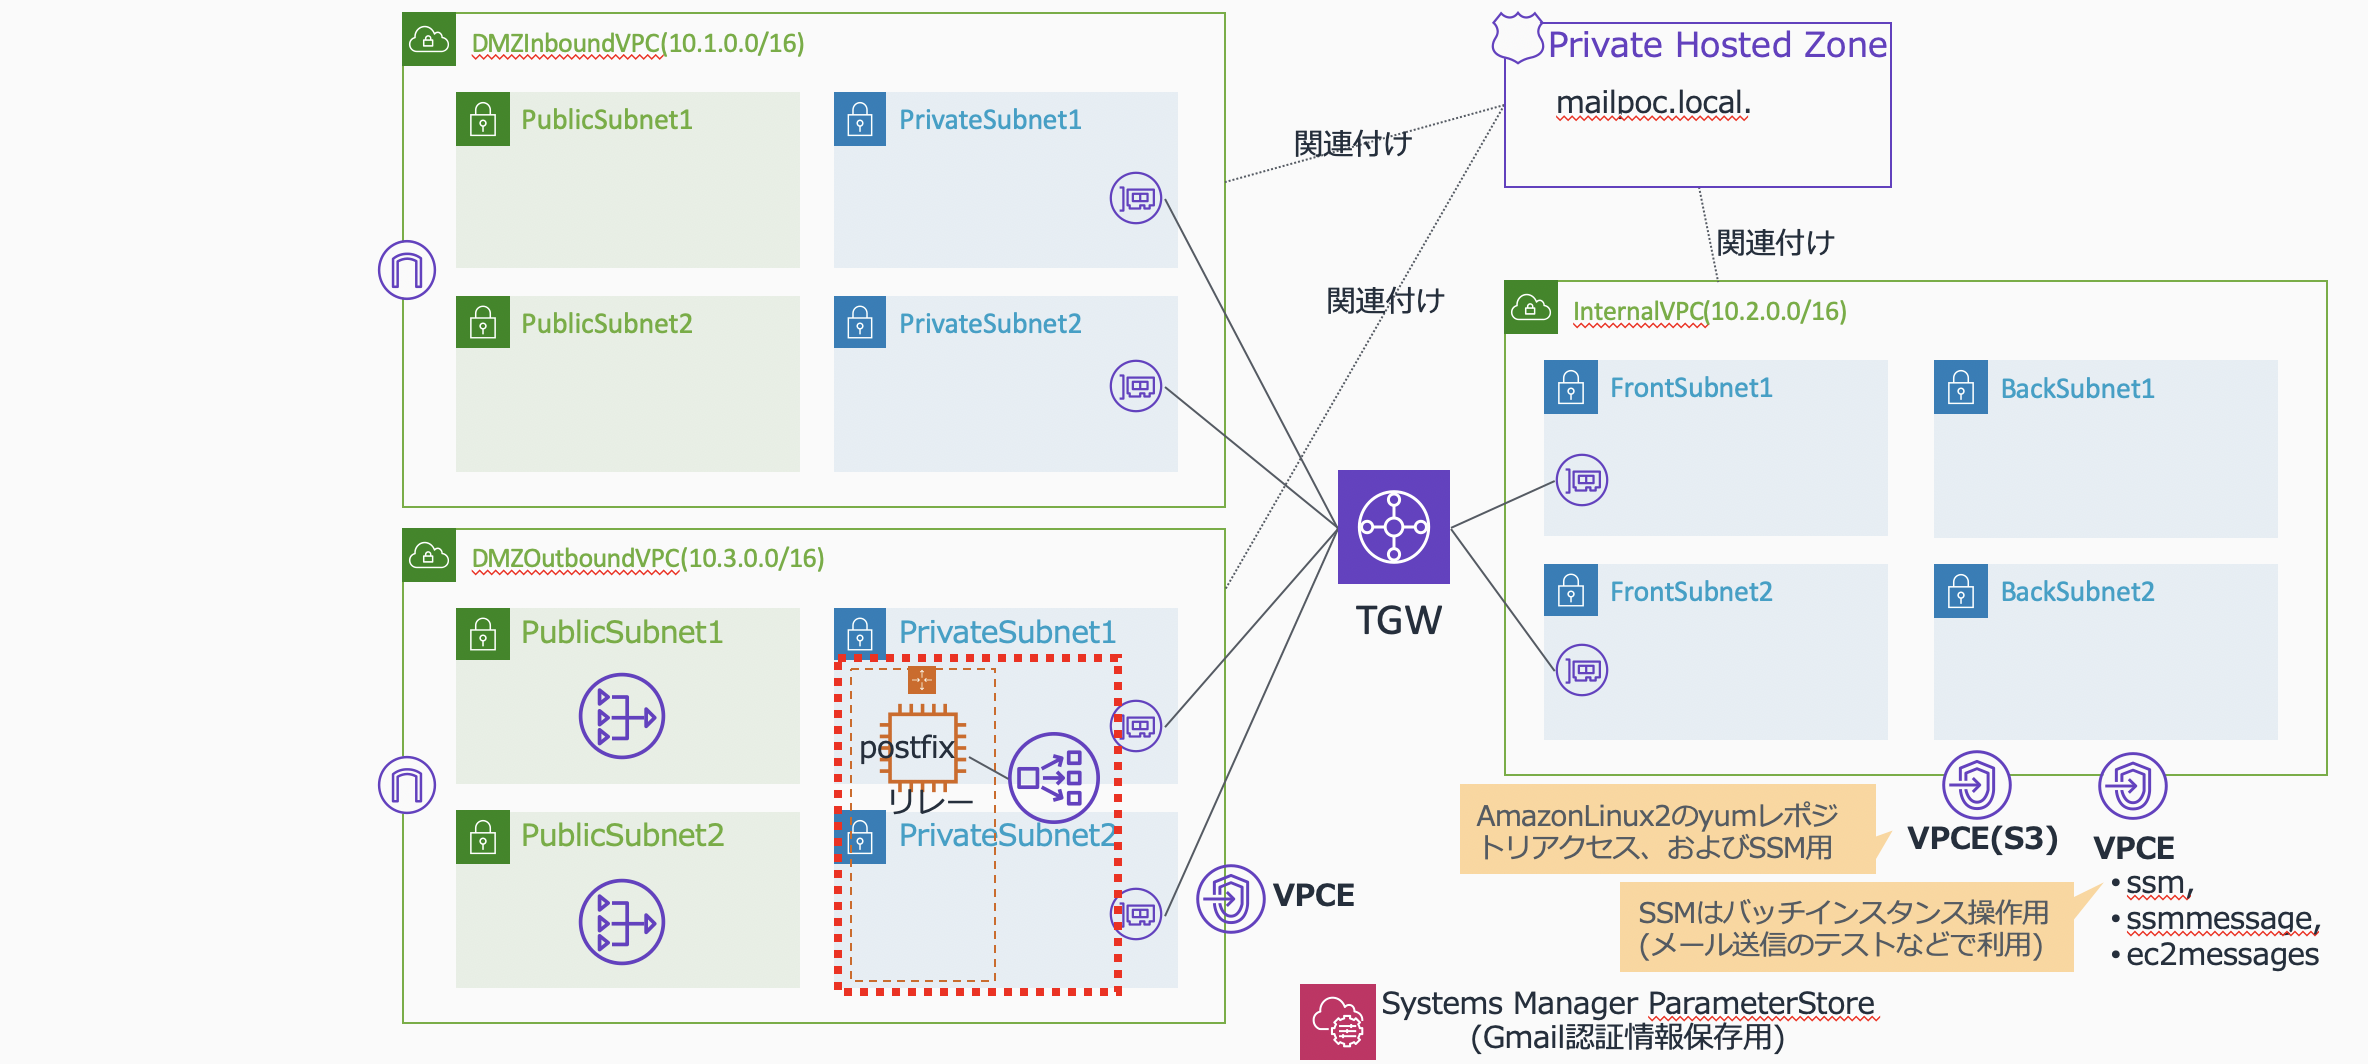 DMZInboundVPC(10.1.0.0/16)
PublicSubnet1
PrivateSubnet1
PublicSubnet2
PrivateSubnet2
Private Hosted Zone
mailpoc.local.
関連付け
関連付け
関連付け
InternalVPC(10.2.0.0/16)
FrontSubnet1
BackSubnet1
FrontSubnet2
BackSubnet2
TGW
DMZOutboundVPC(10.3.0.0/16)
PublicSubnet1
PrivateSubnet1
postfix
リレー
PublicSubnet2
PrivateSubnet2
VPCE
AmazonLinux2のyumレポジ
トリアクセス、およびSSM用
VPCE(S3)
VPCE
・ssm,
・ssmmessage,
・ec2messages
SSMはバッチインスタンス操作用
(メール送信のテストなどで利用)
Systems Manager ParameterStore
(Gmail認証情報保存用)